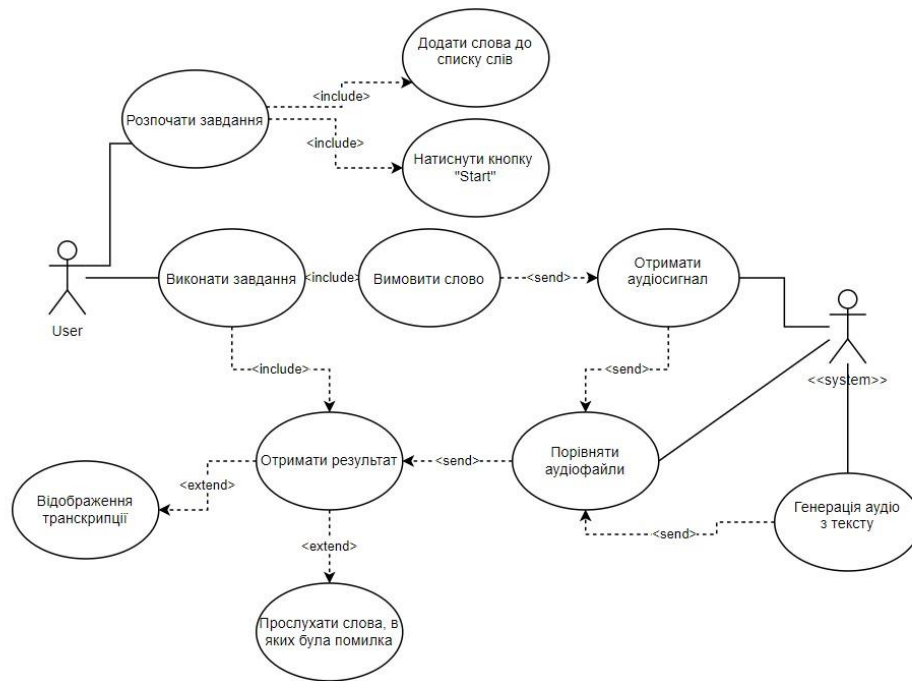 Додати слова до
списку слів
<include>
Розпочати завдання
<include>
Натиснути кнопку
"Start"
User
Виконати завдання
<include>
Вимовити слово
<send>
Отримати
аудіосигнал
<<system>>
<include>
<send>
Отримати результат
<send>
Порівняти
аудіофайли
Відображення
транскрипції
<extend>
<extend>
<send>
Генерація аудіо
з тексту
Прослухати слова, в
яких була помилка